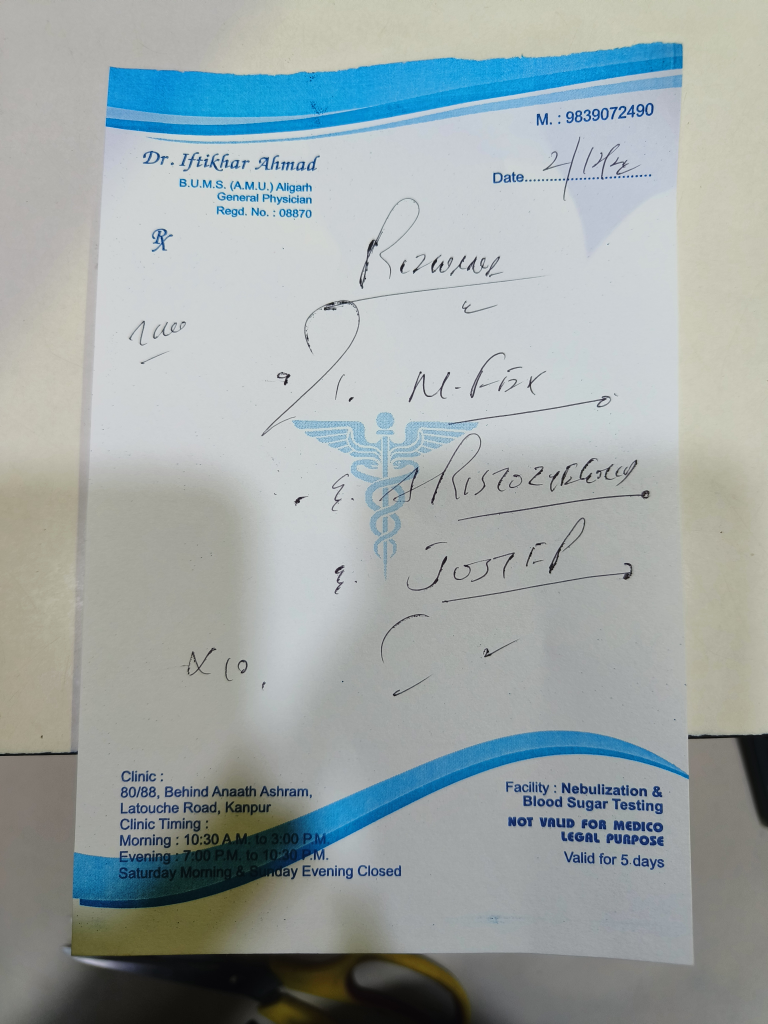 M. : 9839072490
Dr. Iftikhar Ahmad
B.U.M.S. (A.M.U.) Aligarh
General Physician
Regd. No. : 08870
Date.............................. 2/12/
Rx
1. M-FEX
JOSTEP
X 10
Clinic :
80/88, Behind Anaath Ashram,
Latouche Road, Kanpur
Clinic Timing :
Morning : 10:30 A.M. to 3:00 P.M.
Evening : 7:00 P.M. to 10:30 P.M.
Saturday Morning & Sunday Evening Closed
Facility : Nebulization &
Blood Sugar Testing
NOT VALID FOR MEDICO
LEGAL PURPOSE
Valid for 5 days